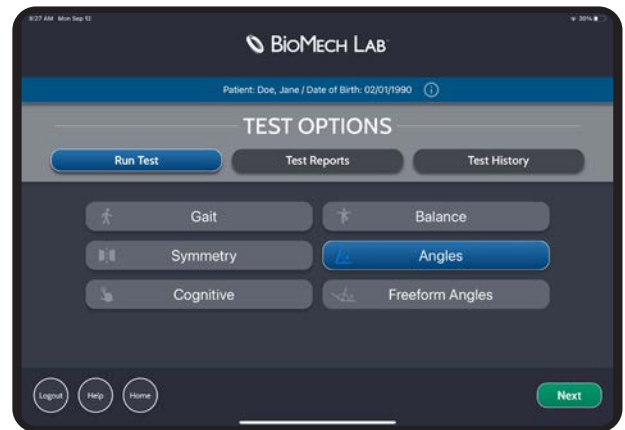 8:27 AM Mon Sep 12
30%
BioMech Lab
Patient: Doe, Jane / Date of Birth: 02/01/1990
TEST OPTIONS
Run Test Test Reports Test History
Gait Balance
Symmetry Angles
Cognitive Freeform Angles
Logout Help Home Next